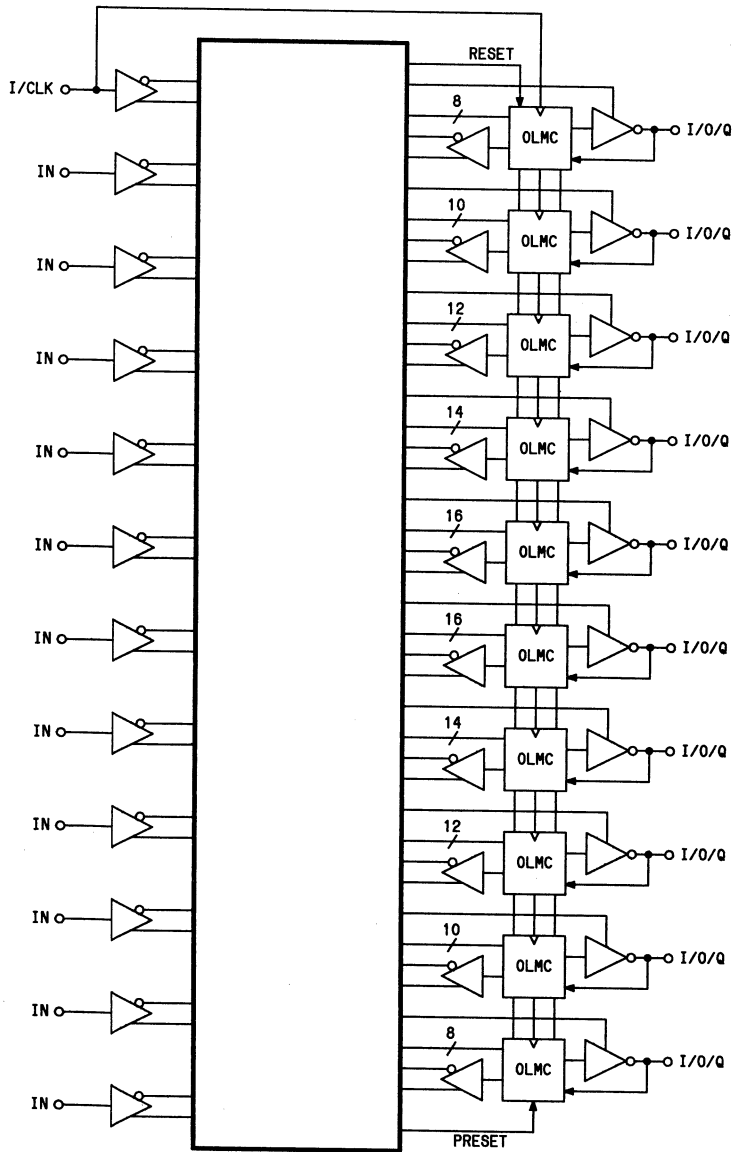 RESET
I/CLK
8
OLMC
I/O/Q
IN
10
OLMC
I/O/Q
IN
12
OLMC
I/O/Q
IN
14
OLMC
I/O/Q
IN
16
OLMC
I/O/Q
IN
16
OLMC
I/O/Q
IN
14
OLMC
I/O/Q
IN
12
OLMC
I/O/Q
IN
10
OLMC
I/O/Q
IN
8
OLMC
I/O/Q
IN
IN
PRESET